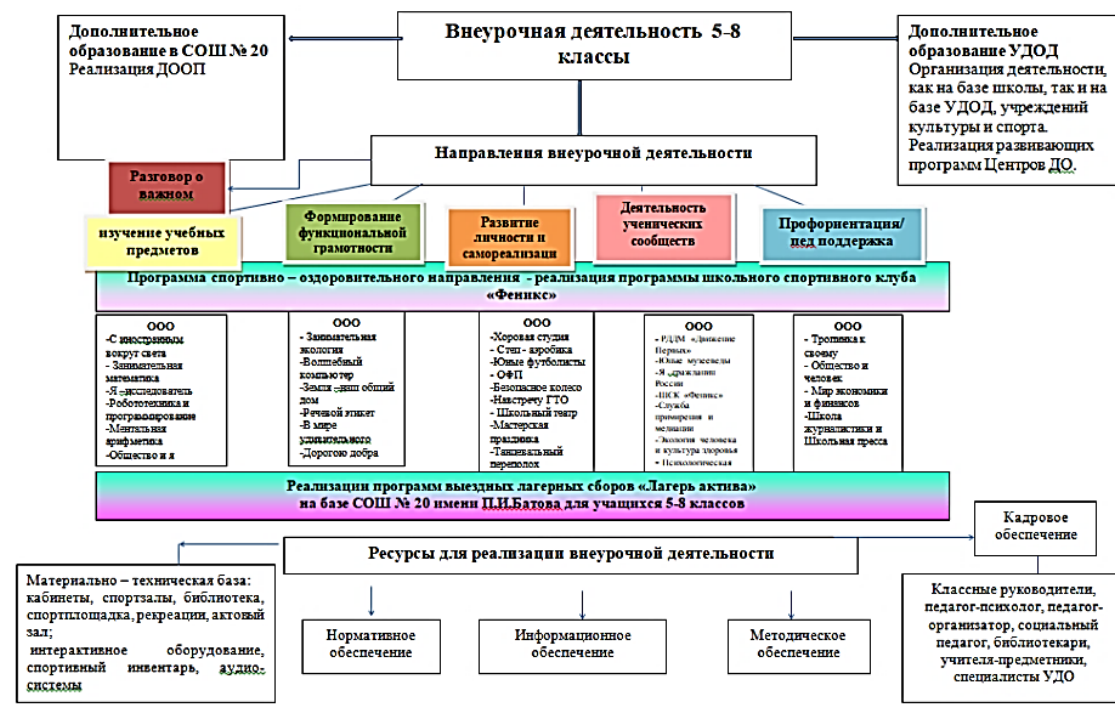 Дополнительное
образование в СОШ № 20
Реализация ДООП
Внеурочная деятельность 5-8
классы
Дополнительное
образование УДОД
Организация деятельности,
как на базе школы, так и на
базе УДОД, учреждений
культуры и спорта.
Реализация развивающих
программ Центров ДО.
Направления внеурочной деятельности
Разговор о
важном
изучение учебных
предметов
Формирование
функциональной
грамотности
Развитие
личности и
самореализаци
Деятельность
ученических
сообществ
Профориентация/
пед поддержка
Программа спортивно – оздоровительного направления - реализация программы школьного спортивного клуба
«Феникс»
ООО
-С иностранным
вокруг света
- Занимательная
математика
-Я –исследователь
-Робототехника и
программирование
-Ментальная
арифметика
-Общество и я
ООО
- Занимательная
экология
-Волшебный
компьютер
-Земля –наш общий
дом
-Речевой этикет
-В мире
удивительного
-Дорогою добра
ООО
-Хоровая студия
- Степ - аэробика
-Юные футболисты
- ОФП
-Безопасное колесо
-Навстречу ГТО
- Школьный театр
-Мастерская
праздника
-Танцевальный
переполох
ООО
- РДДМ «Движение
Первых»
-Юные музееведы
-Я -гражданин
России
-ШСК «Феникс»
-Служба
примирения и
медиации
-Экология человека
и культура здоровья
- Психологическая
ООО
- Тропинка к
своему
- Общество и
человек
- Мир экономики
и финансов
-Школа
журналистики и
Школьная пресса
Реализации программ выездных лагерных сборов «Лагерь актива»
на базе СОШ № 20 имени П.И.Батова для учащихся 5-8 классов
Ресурсы для реализации внеурочной деятельности
Кадровое
обеспечение
Материально – техническая база:
кабинеты, спортзалы, библиотека,
спортплощадка, рекреации, актовый
зал;
интерактивное оборудование,
спортивный инвентарь, аудио-
системы
Нормативное
обеспечение
Информационное
обеспечение
Методическое
обеспечение
Классные руководители,
педагог-психолог, педагог-
организатор, социальный
педагог, библиотекари,
учителя-предметники,
специалисты УДО